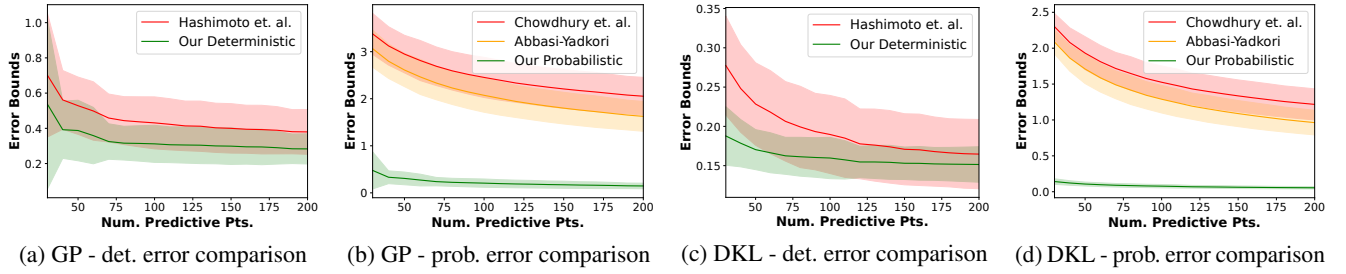 Error Bounds
1.0
0.8
0.6
0.4
0.2
Hashimoto et. al.
Our Deterministic
50 75 100 125 150 175 200
Num. Predictive Pts.
(a) GP - det. error comparison
Error Bounds
3
2
1
0
Chowdhury et. al.
Abbasi-Yadkori
Our Probabilistic
50 75 100 125 150 175 200
Num. Predictive Pts.
(b) GP - prob. error comparison
Error Bounds
0.35
0.30
0.25
0.20
0.15
Hashimoto et. al.
Our Deterministic
50 75 100 125 150 175 200
Num. Predictive Pts.
(c) DKL - det. error comparison
Error Bounds
2.5
2.0
1.5
1.0
0.5
0.0
Chowdhury et. al.
Abbasi-Yadkori
Our Probabilistic
50 75 100 125 150 175 200
Num. Predictive Pts.
(d) DKL - prob. error comparison